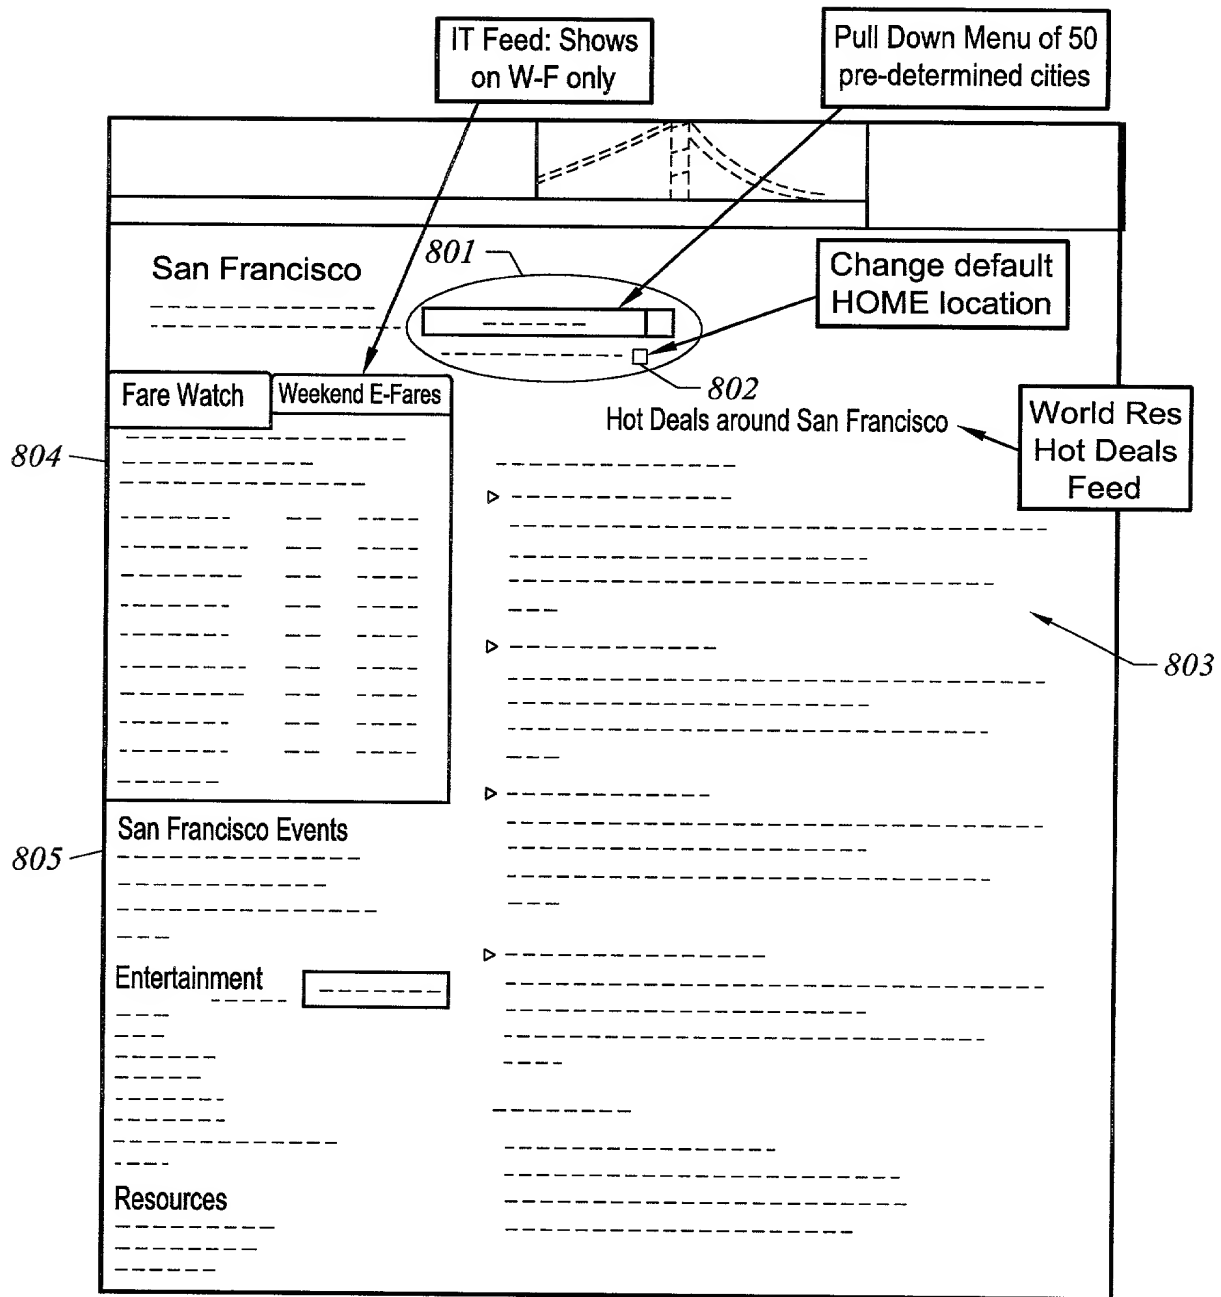 IT Feed: Shows
on W-F only
Pull Down Menu of 50
pre-determined cities
San Francisco
801
Change default
HOME location
802
Fare Watch
Weekend E-Fares
Hot Deals around San Francisco
World Res
Hot Deals
Feed
804
803
San Francisco Events
805
Entertainment
Resources